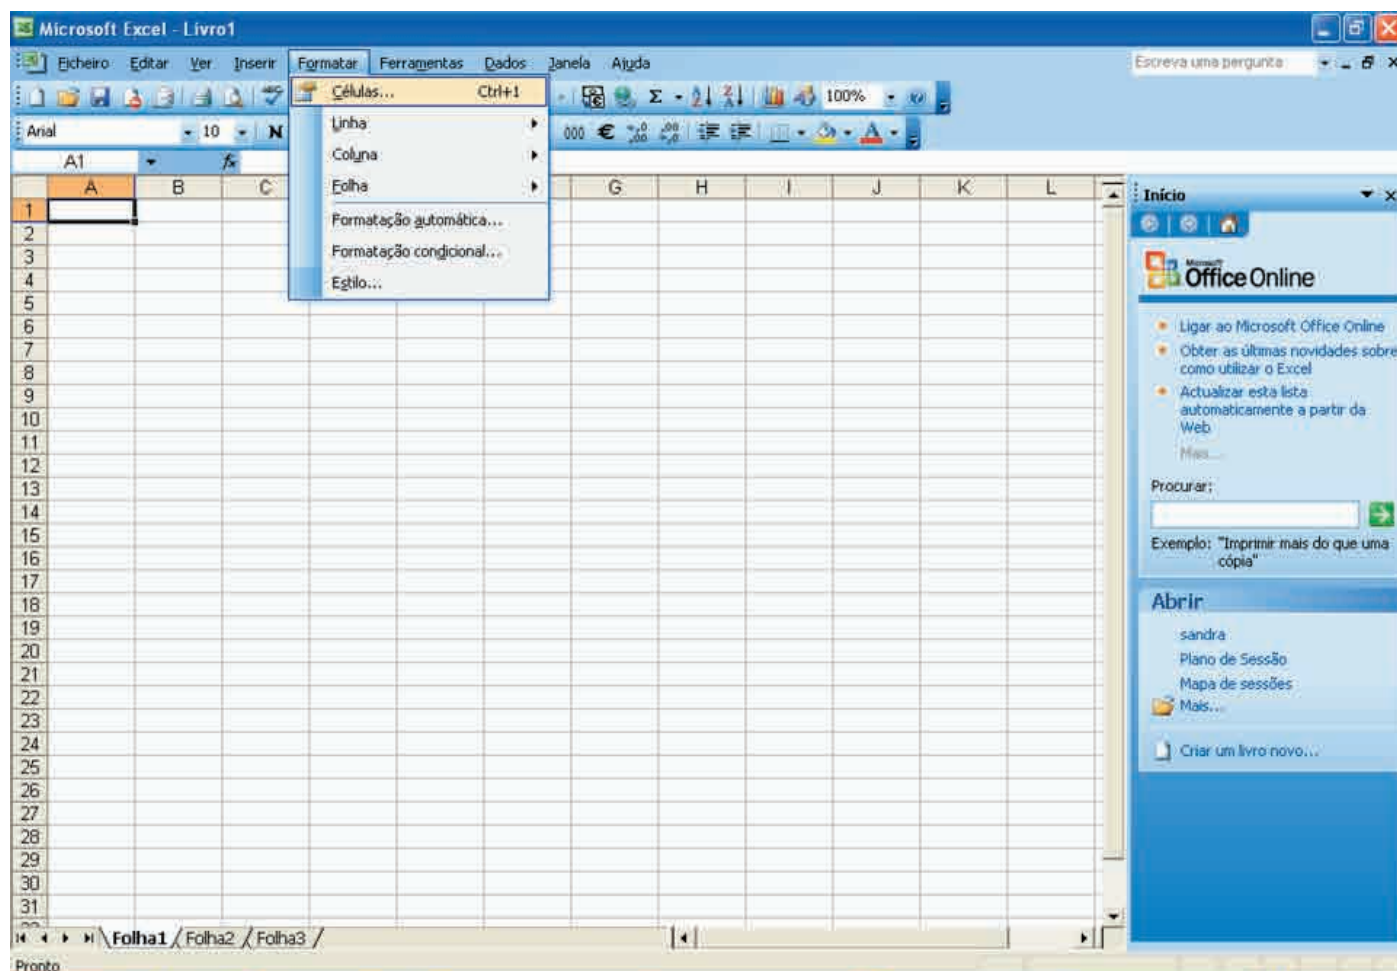 Microsoft Excel - Livro1
Ficheiro Editar Ver Inserir Formatar Ferramentas Dados Janela Ajuda
Escreva uma pergunta
100%
Arial 10 N 000 €
A1 fx
Células... Ctrl+1
Linha
Coluna
Folha
Formatação automática...
Formatação condicional...
Estilo...
A B C G H I J K L
1
2
3
4
5
6
7
8
9
10
11
12
13
14
15
16
17
18
19
20
21
22
23
24
25
26
27
28
29
30
31
Início
Microsoft
Office Online
Ligar ao Microsoft Office Online
Obter as últimas novidades sobre
como utilizar o Excel
Actualizar esta lista
automaticamente a partir da
Web
Mais...
Procurar:
Exemplo: "Imprimir mais do que uma
cópia"
Abrir
sandra
Plano de Sessão
Mapa de sessões
Mais...
Criar um livro novo...
Folha1 Folha2 Folha3
Pronto